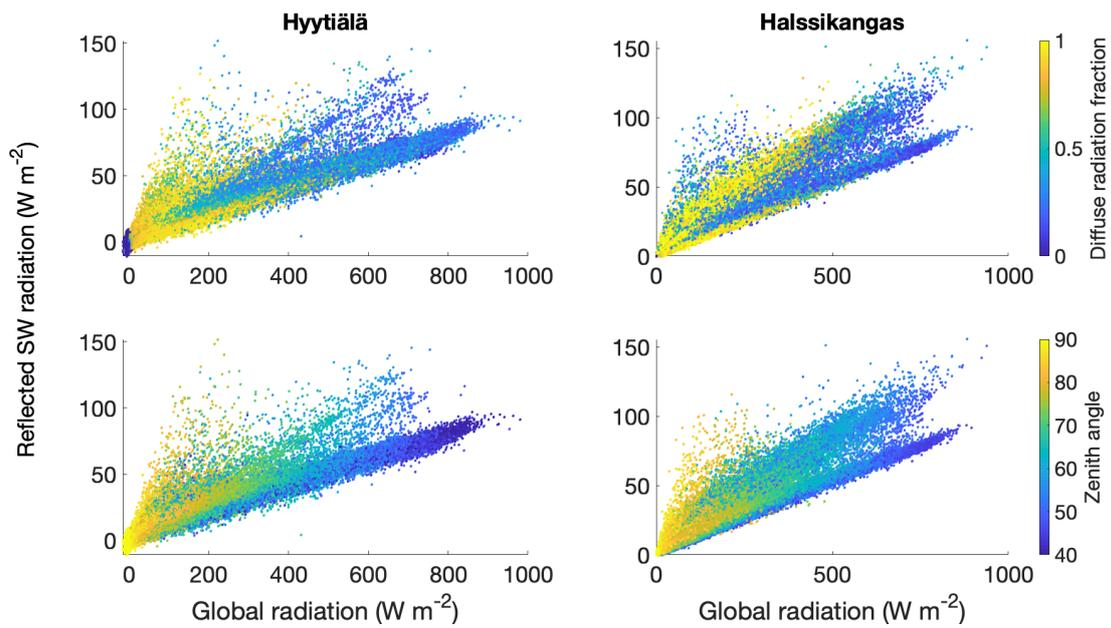 Hyytiälä
Halssikangas
Reflected SW radiation (W m-2)
150
100
50
0
0 200 400 600 800 1000
150
100
50
0
0 500 1000
1
0.5
0
Diffuse radiation fraction
150
100
50
0
0 200 400 600 800 1000
Global radiation (W m-2)
150
100
50
0
0 500 1000
Global radiation (W m-2)
90
80
70
60
50
40
Zenith angle